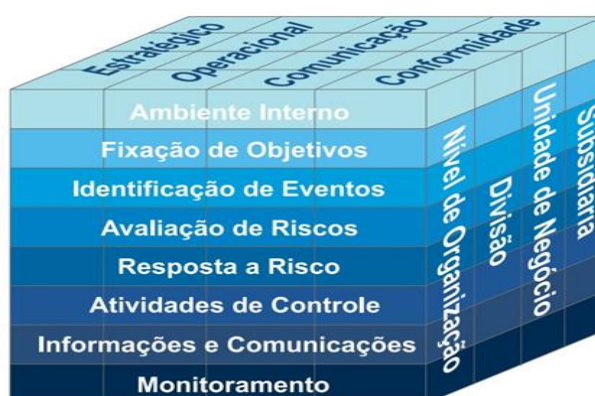 Estratégico
Operacional
Comunicação
Conformidade
Ambiente Interno
Fixação de Objetivos
Identificação de Eventos
Avaliação de Riscos
Resposta a Risco
Atividades de Controle
Informações e Comunicações
Monitoramento
Nível de Organização
Divisão
Unidade de Negócio
Subsidiaria